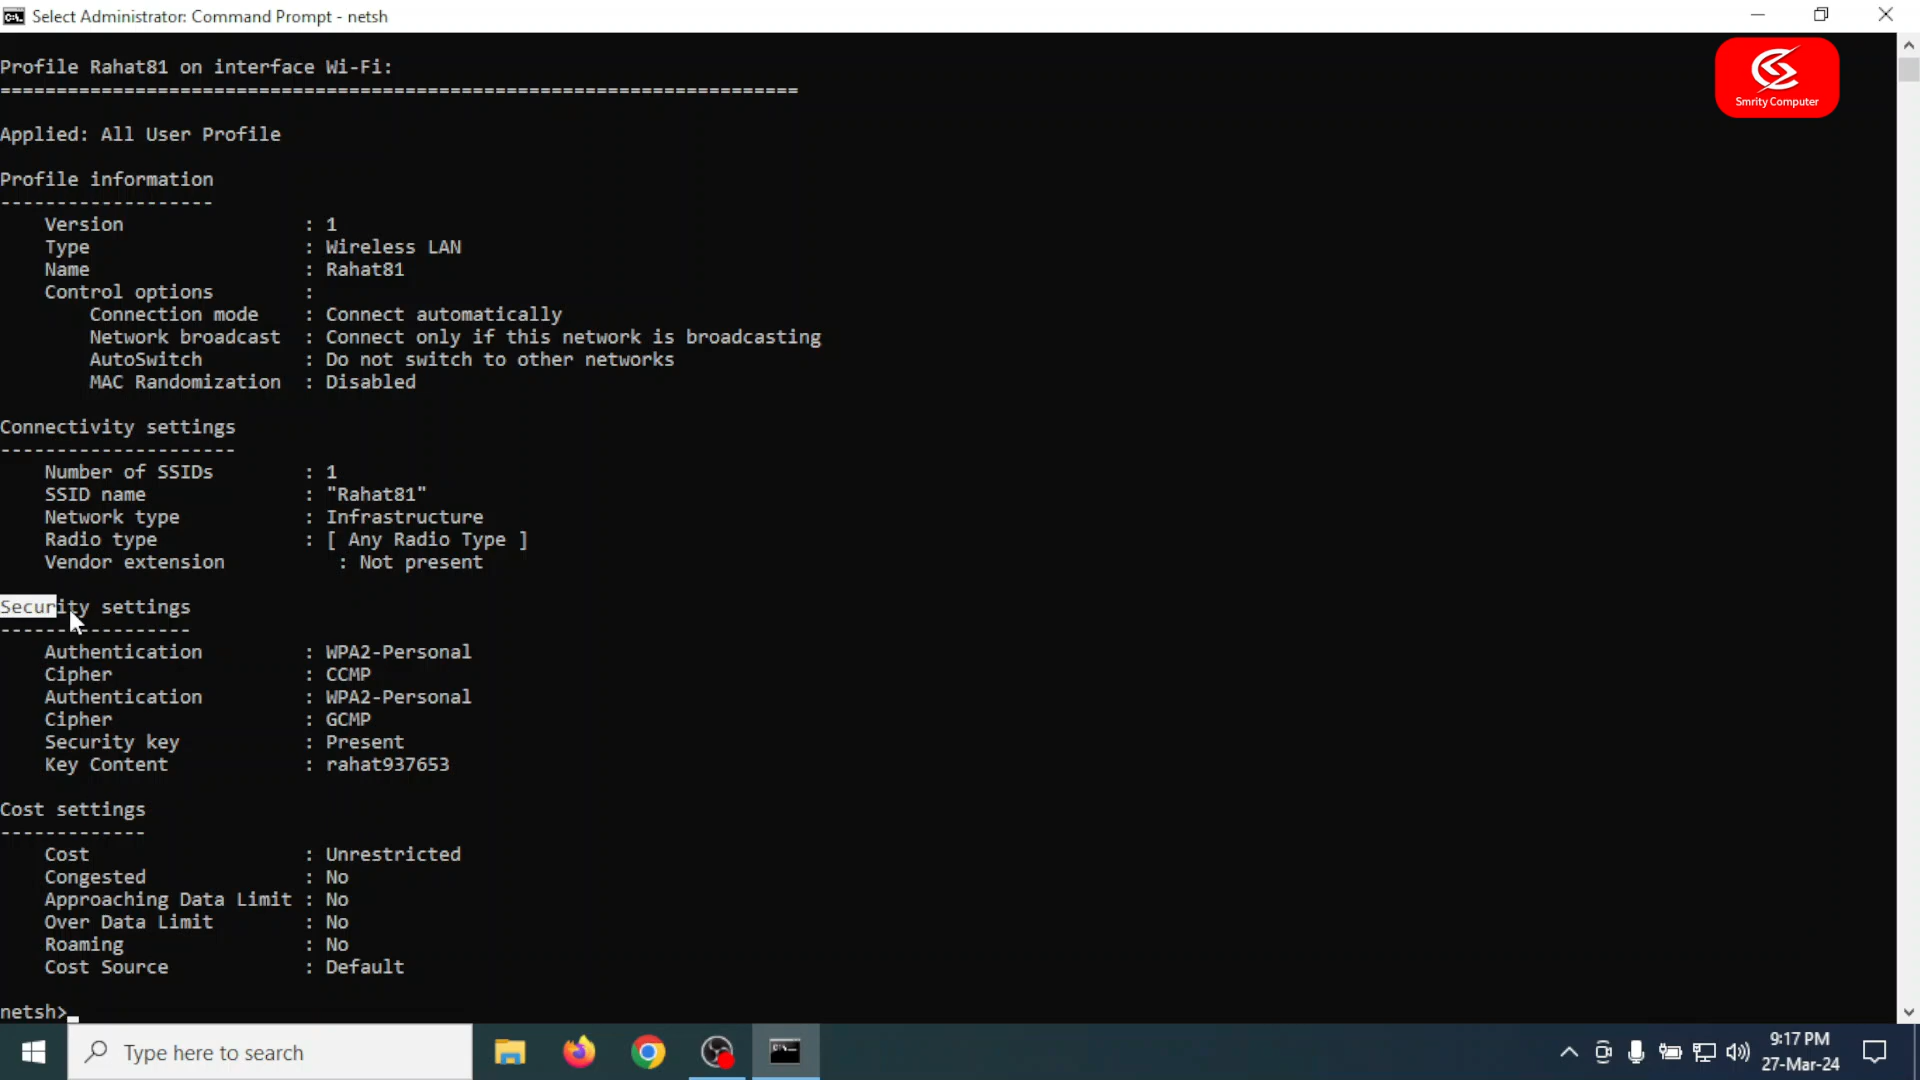 Select Administrator: Command Prompt - netsh
Smrity Computer
Profile Rahat81 on interface Wi-Fi:
=======================================================================
Applied: All User Profile
Profile information
-------------------
Version : 1
Type : Wireless LAN
Name : Rahat81
Control options :
Connection mode : Connect automatically
Network broadcast : Connect only if this network is broadcasting
AutoSwitch : Do not switch to other networks
MAC Randomization : Disabled
Connectivity settings
---------------------
Number of SSIDs : 1
SSID name : "Rahat81"
Network type : Infrastructure
Radio type : [ Any Radio Type ]
Vendor extension : Not present
Security settings
-----------------
Authentication : WPA2-Personal
Cipher : CCMP
Authentication : WPA2-Personal
Cipher : GCMP
Security key : Present
Key Content : rahat937653
Cost settings
-------------
Cost : Unrestricted
Congested : No
Approaching Data Limit : No
Over Data Limit : No
Roaming : No
Cost Source : Default
netsh>
Type here to search
9:17 PM
27-Mar-24